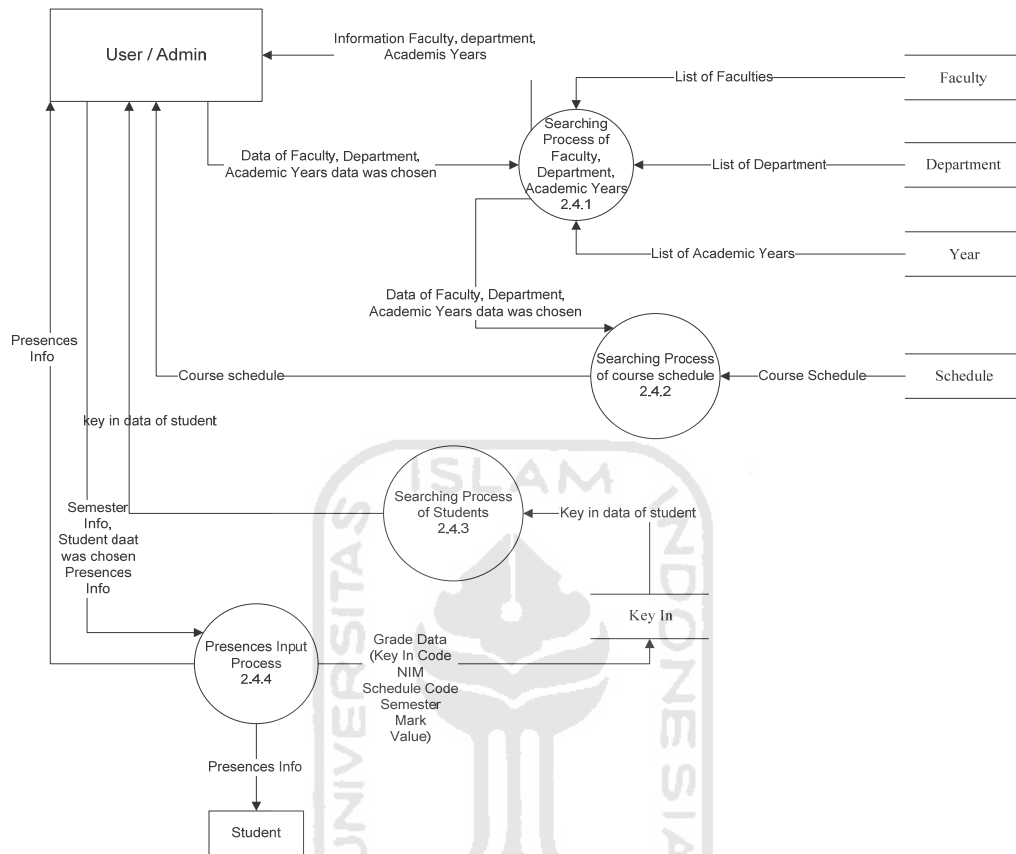 User / Admin
Information Faculty, department,
Academis Years
List of Faculties
Faculty
Searching
Process of
Faculty,
Department,
Academic Years
2.4.1
Data of Faculty, Department,
Academic Years data was chosen
List of Department
Department
List of Academic Years
Year
Data of Faculty, Department,
Academic Years data was chosen
Presences
Info
Searching Process
of course schedule
2.4.2
Course schedule
Course Schedule
Schedule
key in data of student
Searching Process
of Students
2.4.3
Key in data of student
Semester
Info,
Student daat
was chosen
Presences
Info
Key In
Presences Input
Process
2.4.4
Grade Data
(Key In Code
NIM
Schedule Code
Semester
Mark
Value)
Presences Info
Student
UNIVERSITAS
ISLAM
INDONESIA